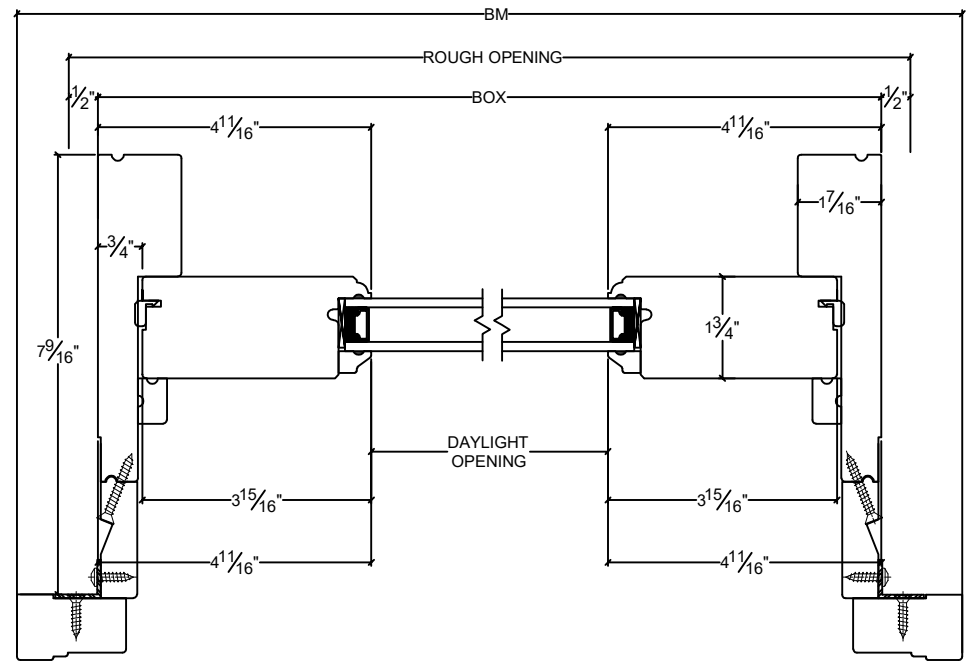 BM
ROUGH OPENING
1/2" BOX 1/2"
4 11/16" 4 11/16"
1 7/16"
3/4"
1 3/4"
7 9/16"
DAYLIGHT
OPENING
3 15/16" 3 15/16"
4 11/16" 4 11/16"